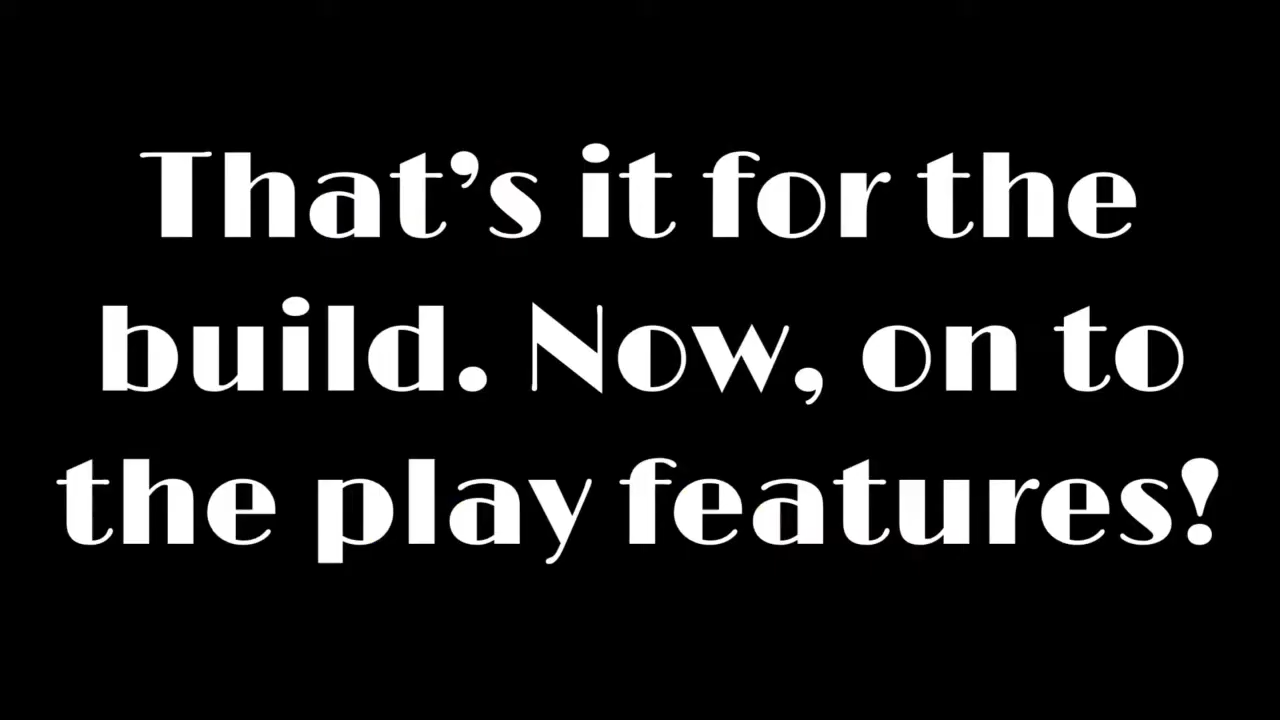 That’s it for the
build. Now, on to
the play features!